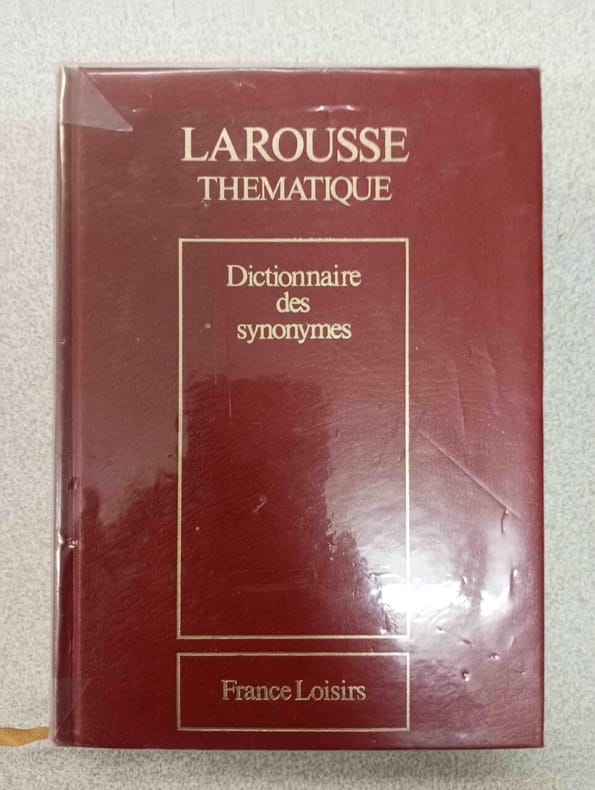 LAROUSSE
THEMATIQUE
Dictionnaire
des
synonymes
France Loisirs